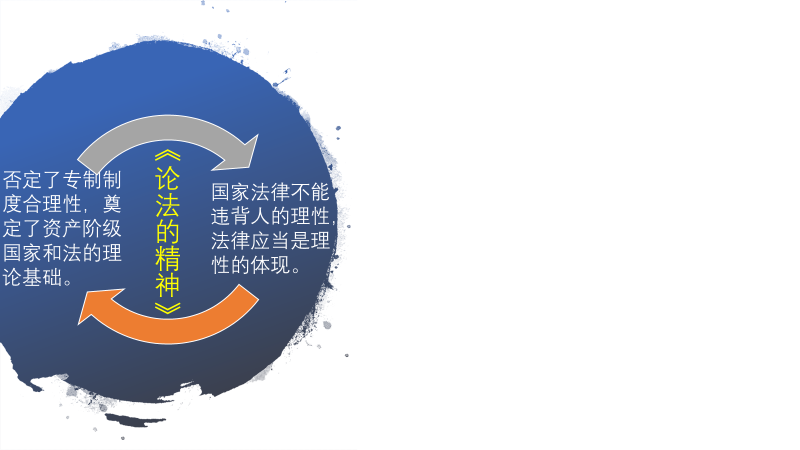 否定了专制制
度合理性，奠
定了资产阶级
国家和法的理
论基础。
《论法的精神》
国家法律不能
违背人的理性，
法律应当是理
性的体现。